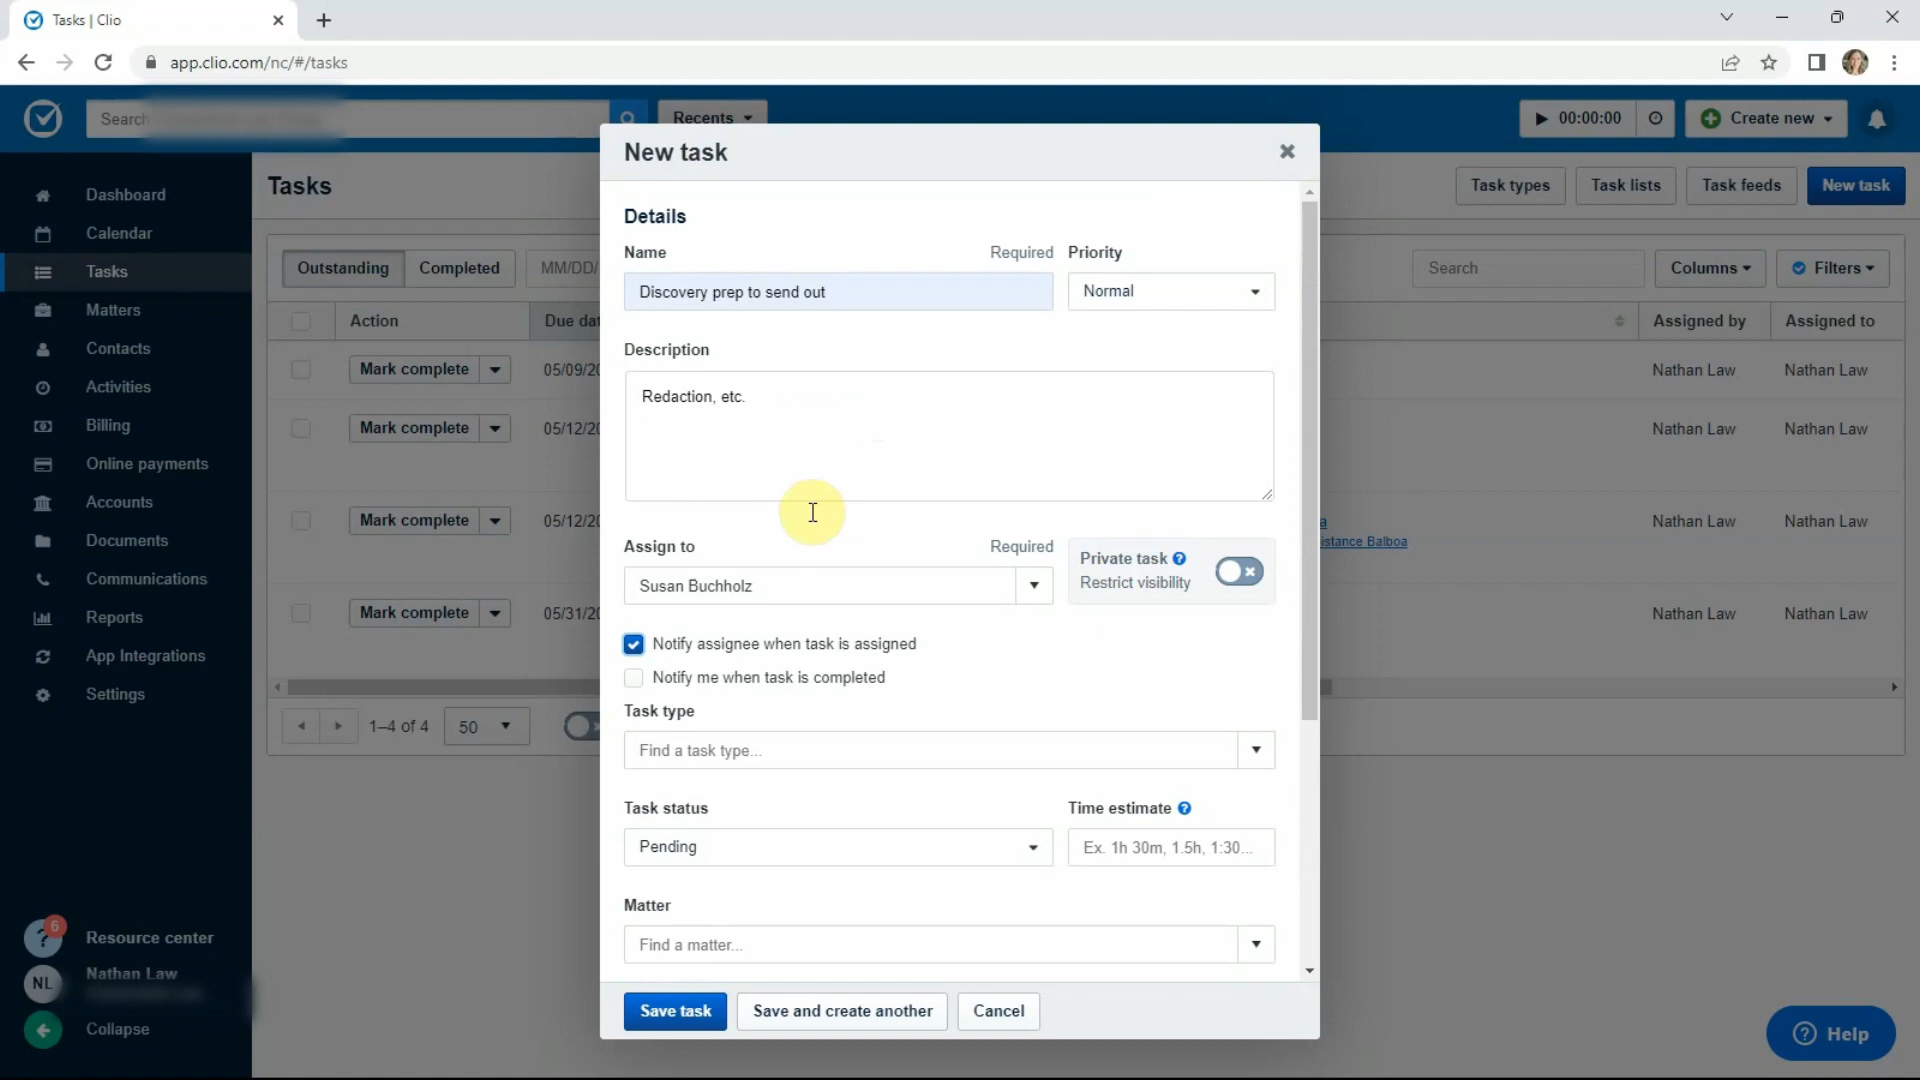 Tasks | Clio
app.clio.com/nc/#/tasks
Search
Recents
00:00:00
Create new
Dashboard
Calendar
Tasks
Matters
Contacts
Activities
Billing
Online payments
Accounts
Documents
Communications
Reports
App Integrations
Settings
6
?
Resource center
NL
Nathan Law
Collapse
Tasks
Task types
Task lists
Task feeds
New task
Outstanding
Completed
MM/DD/
Search
Columns
Filters
Action
Due dat
Assigned by
Assigned to
Mark complete
05/09/20
Nathan Law
Nathan Law
Mark complete
05/12/20
Nathan Law
Nathan Law
Mark complete
05/12/20
a
istance Balboa
Nathan Law
Nathan Law
Mark complete
05/31/20
Nathan Law
Nathan Law
1–4 of 4
50
New task
Details
Name
Required
Priority
Discovery prep to send out
Normal
Description
Redaction, etc.
Assign to
Required
Susan Buchholz
Private task ?
Restrict visibility
Notify assignee when task is assigned
Notify me when task is completed
Task type
Find a task type...
Task status
Time estimate ?
Pending
Ex. 1h 30m, 1.5h, 1:30...
Matter
Find a matter...
Save task
Save and create another
Cancel
? Help